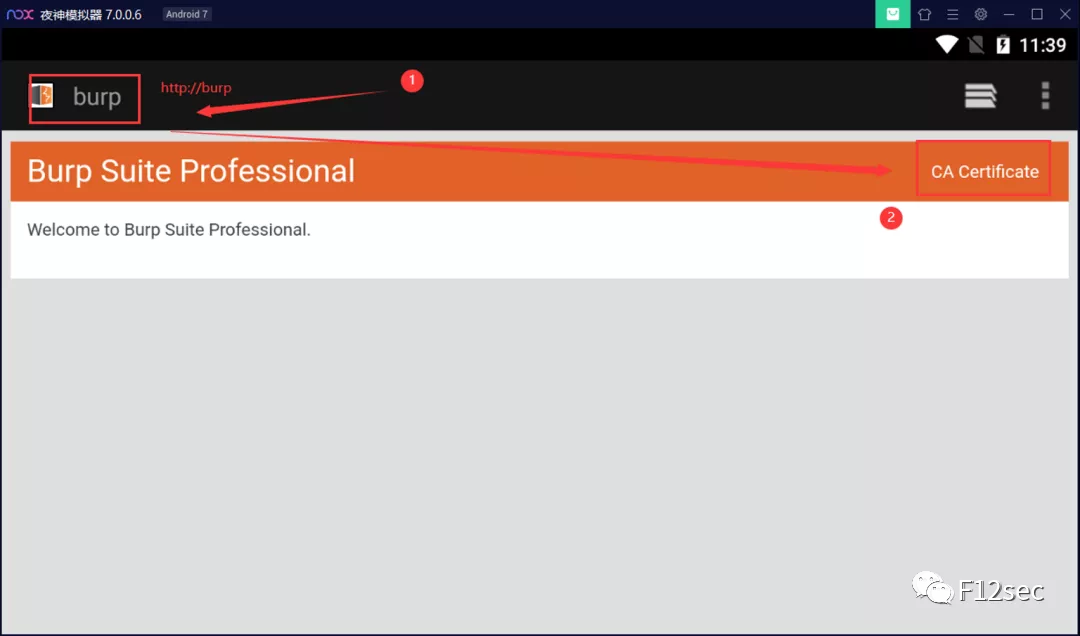 nox 夜神模拟器 7.0.0.6 Android 7
11:39
burp http://burp 1
Burp Suite Professional CA Certificate
2
Welcome to Burp Suite Professional.
F12sec